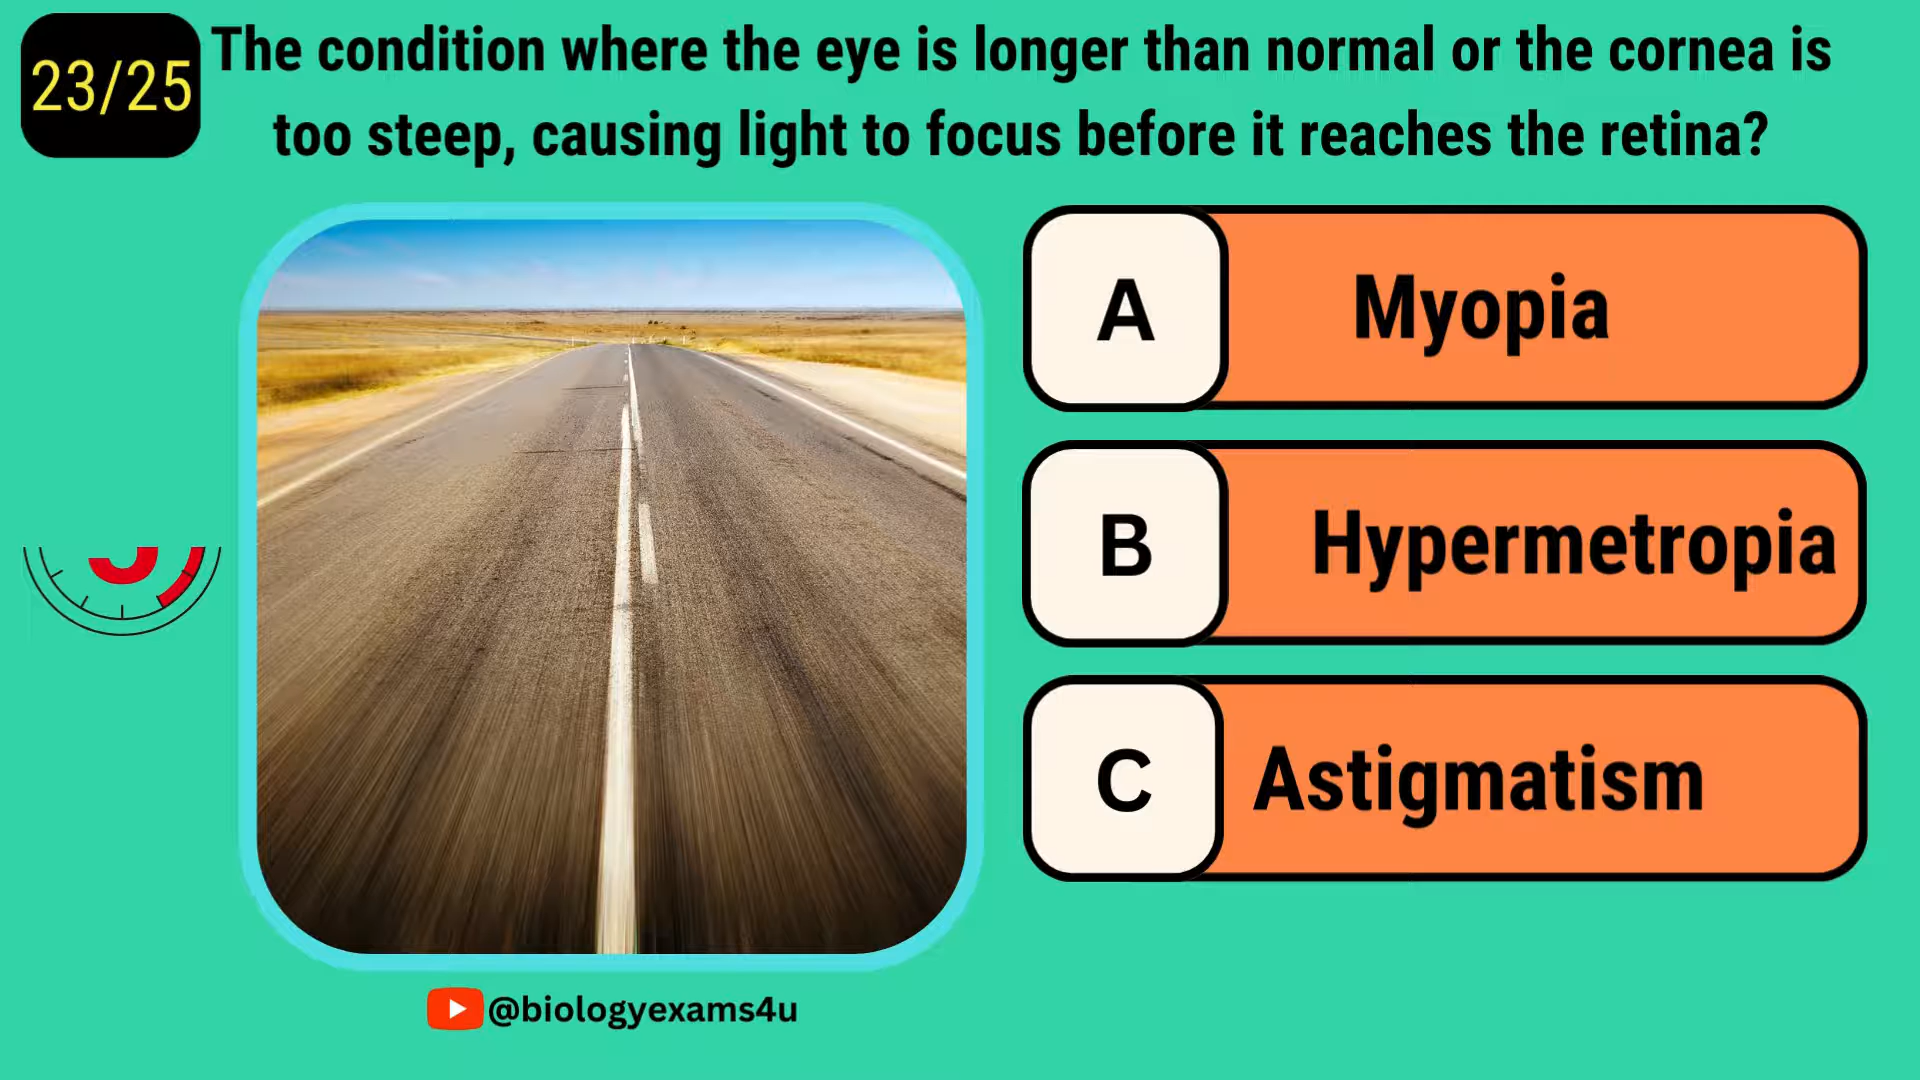 23/25
The condition where the eye is longer than normal or the cornea is
too steep, causing light to focus before it reaches the retina?
A
Myopia
B
Hypermetropia
C
Astigmatism
@biologyexams4u